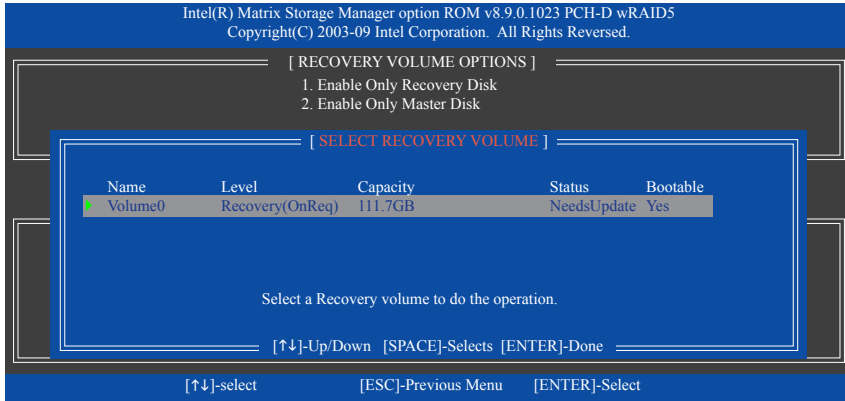 Intel(R) Matrix Storage Manager option ROM v8.9.0.1023 PCH-D wRAID5
Copyright(C) 2003-09 Intel Corporation.  All Rights Reversed.
[ RECOVERY VOLUME OPTIONS ]
1. Enable Only Recovery Disk
2. Enable Only Master Disk
[ SELECT RECOVERY VOLUME ]
Name Level Capacity Status Bootable
Volume0 Recovery(OnReq) 111.7GB NeedsUpdate Yes
Select a Recovery volume to do the operation.
[↑↓]-Up/Down [SPACE]-Selects [ENTER]-Done
[↑↓]-select [ESC]-Previous Menu [ENTER]-Select